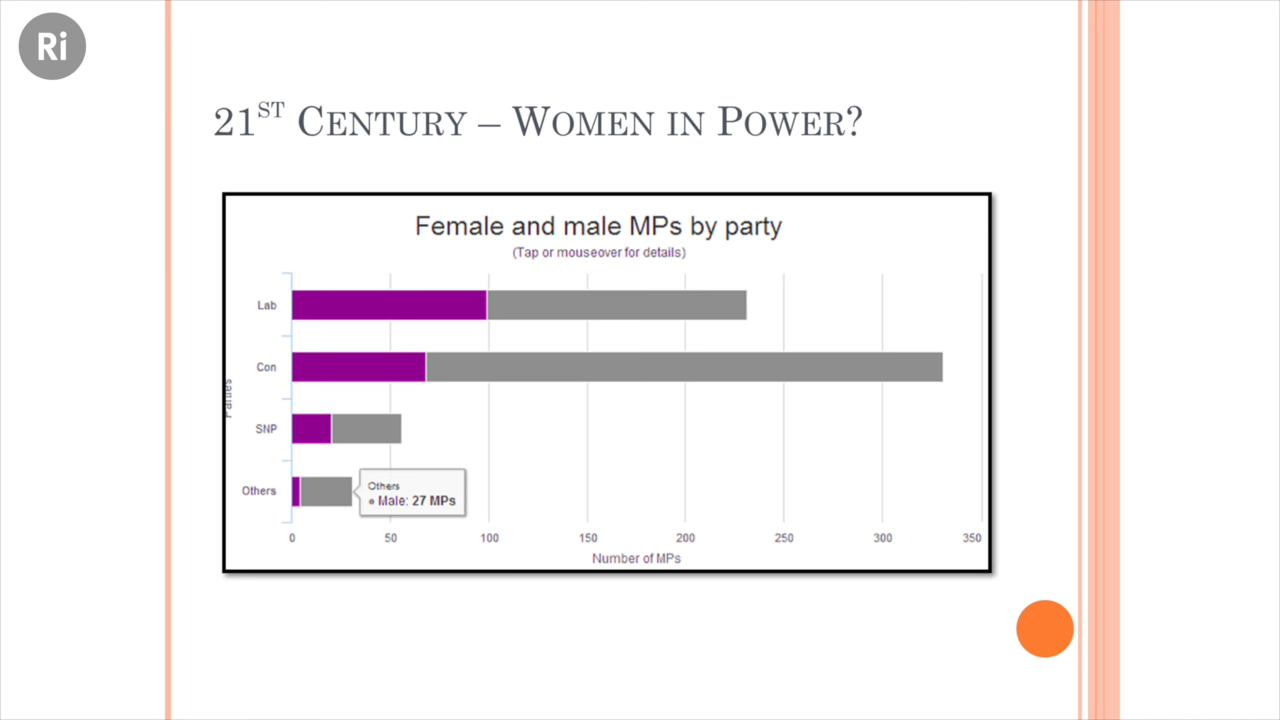 Ri
21ST CENTURY – WOMEN IN POWER?
Female and male MPs by party
(Tap or mouseover for details)
Lab
Con
SNP
Others
Parties
Others
● Male: 27 MPs
0 50 100 150 200 250 300 350
Number of MPs